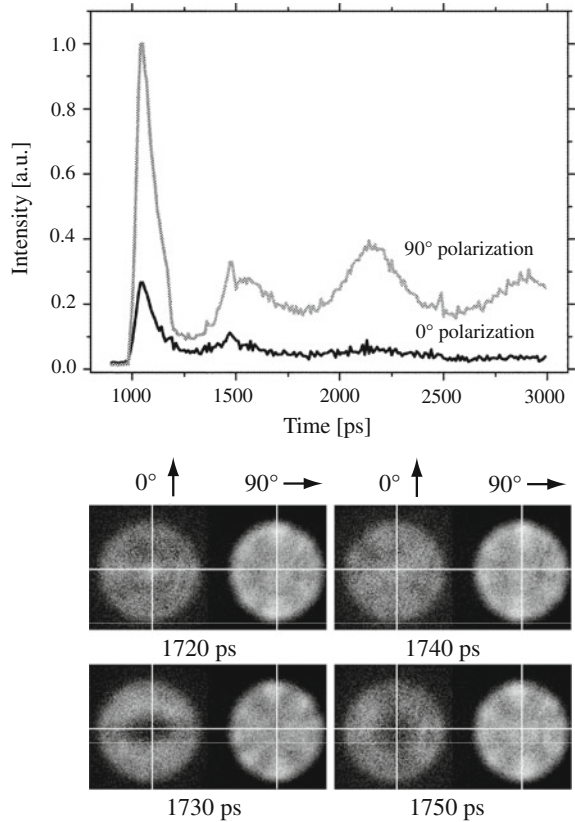 Intensity [a.u.]
1.0
0.8
0.6
0.4
0.2
0.0
90° polarization
0° polarization
1000 1500 2000 2500 3000
Time [ps]
0° 90° 0° 90°
1720 ps 1740 ps
1730 ps 1750 ps